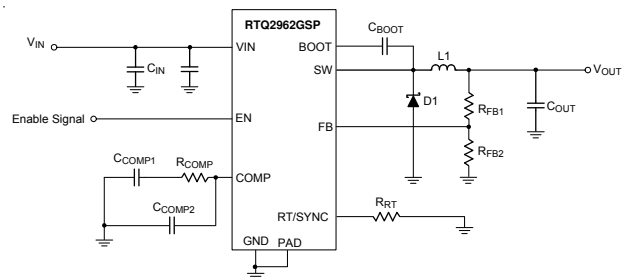 RTQ2962GSP
VIN
VIN
CIN
BOOT
CBOOT
SW
L1
VOUT
D1
RFB1
COUT
Enable Signal
EN
FB
RFB2
CCOMP1
RCOMP
COMP
CCOMP2
RT/SYNC
RRT
GND
PAD